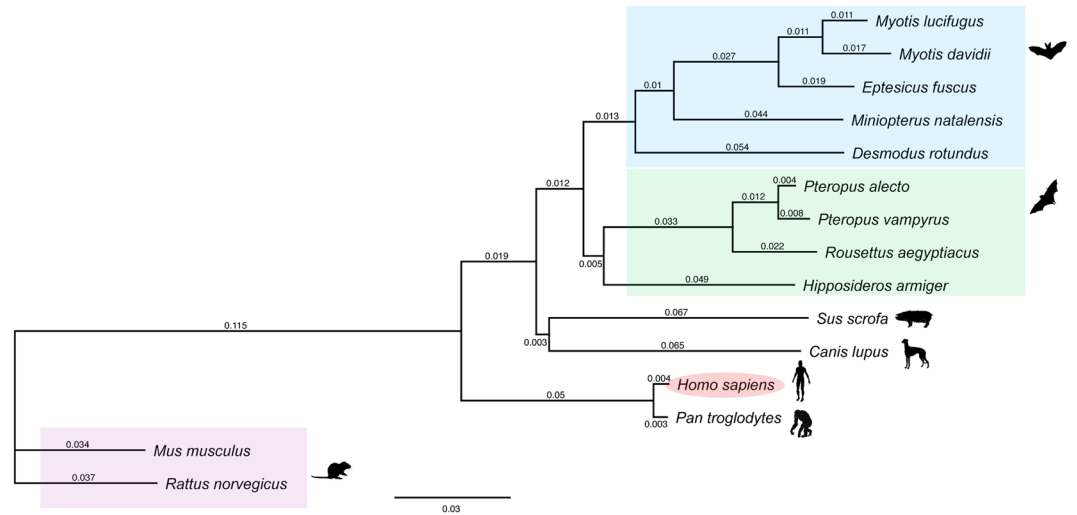 0.011
Myotis lucifugus
0.011
0.017
Myotis davidii
0.027
0.019
Eptesicus fuscus
0.01
0.044
Miniopterus natalensis
0.013
0.054
Desmodus rotundus
0.004
Pteropus alecto
0.012
0.012
0.008
Pteropus vampyrus
0.033
0.022
Rousettus aegyptiacus
0.019
0.005
0.049
Hipposideros armiger
0.067
Sus scrofa
0.115
0.003
0.065
Canis lupus
0.004
Homo sapiens
0.05
0.003
Pan troglodytes
0.034
Mus musculus
0.037
Rattus norvegicus
0.03